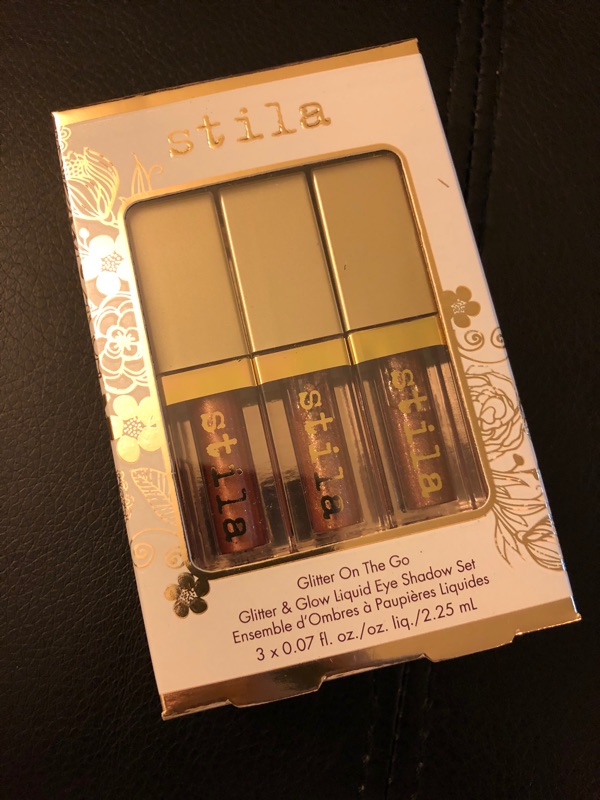 stila
stila
stila
stila
Glitter On The Go
Glitter & Glow Liquid Eye Shadow Set
Ensemble d'Ombres à Paupières Liquides
3 x 0.07 fl. oz./oz. liq./2.25 mL